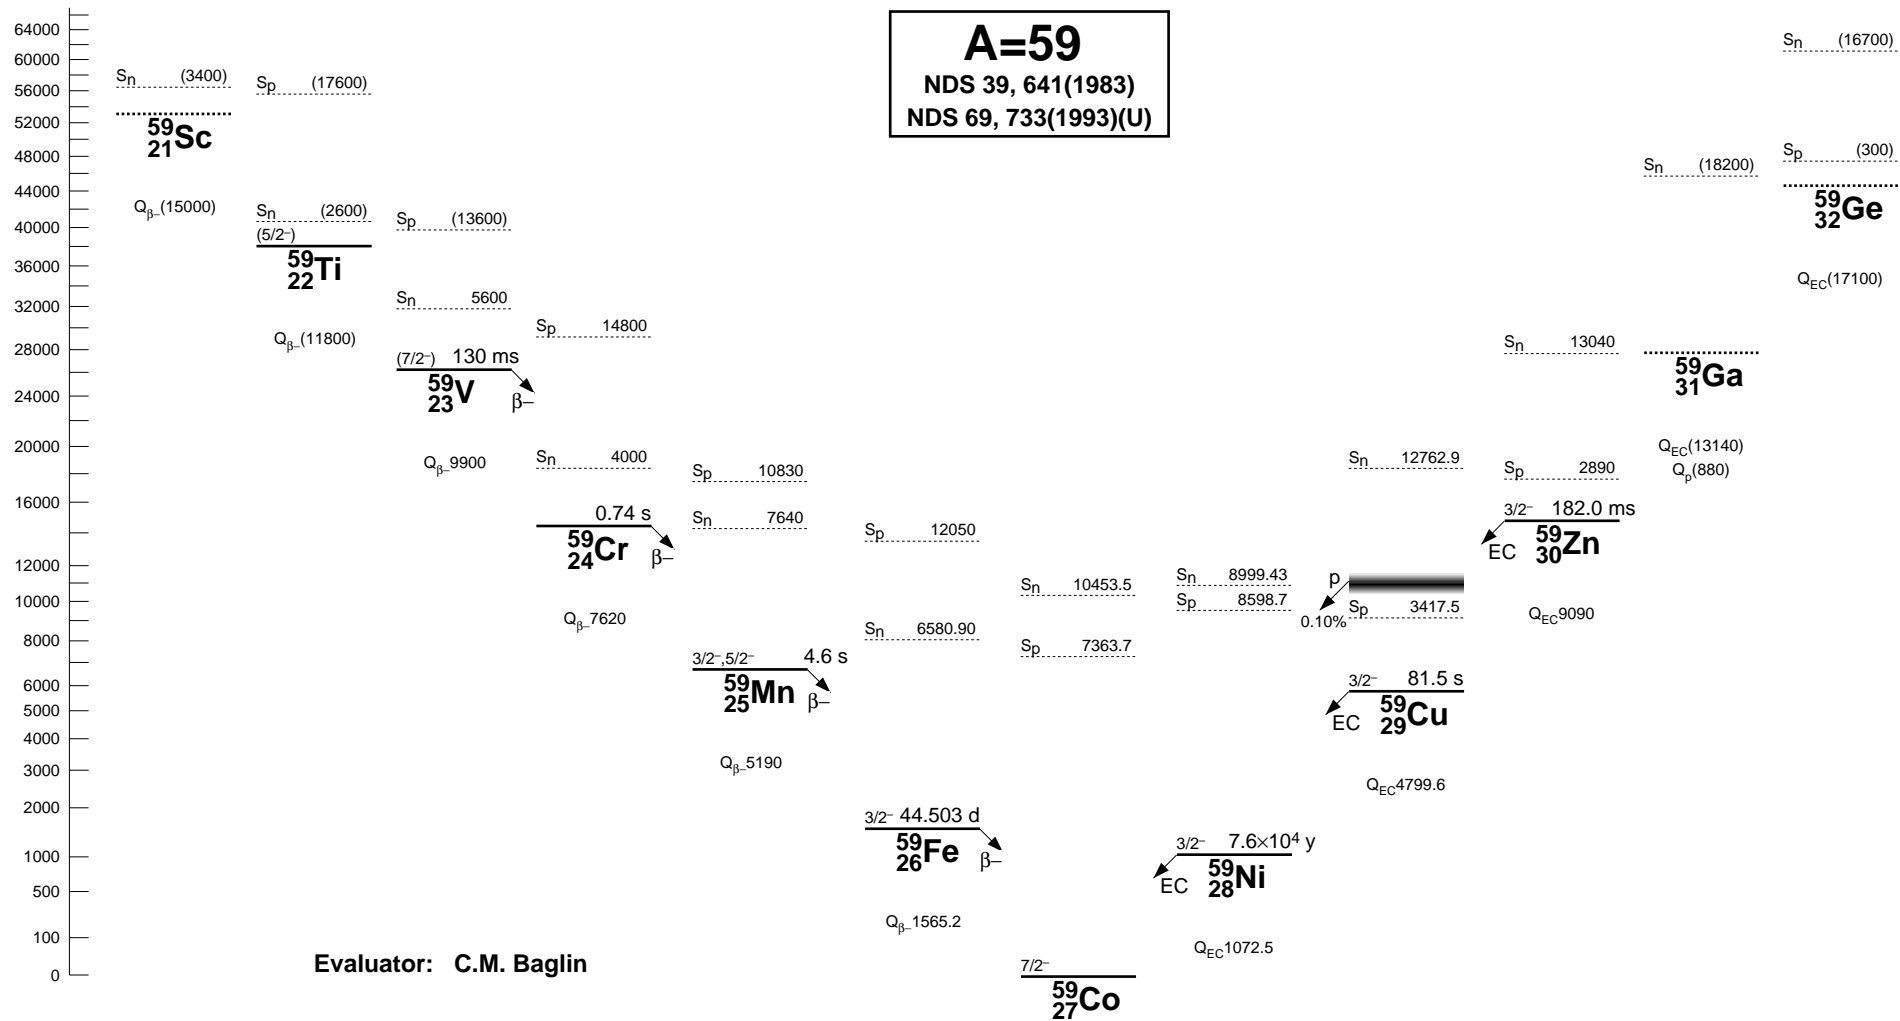 A=59
NDS 39, 641(1983)
NDS 69, 733(1993)(U)
64000
60000
56000
52000
48000
44000
40000
36000
32000
28000
24000
20000
16000
12000
10000
8000
6000
5000
4000
3000
2000
1000
500
100
0
Sn (3400)
59
21Sc
Qβ−(15000)
Sp (17600)
Sn (2600)
(5/2−)
59
22Ti
Qβ−(11800)
Sp (13600)
Sn 5600
(7/2−) 130 ms
59
23V β−
Qβ−9900
Sp 14800
Sn 4000
0.74 s
59
24Cr β−
Qβ−7620
Sp 10830
Sn 7640
3/2−,5/2− 4.6 s
59
25Mn β−
Qβ−5190
Sp 12050
Sn 6580.90
3/2− 44.503 d
59
26Fe β−
Qβ−1565.2
Sn 10453.5
Sp 7363.7
7/2−
59
27Co
Sn 8999.43
Sp 8598.7
3/2− 7.6×10⁴ y
EC 59
28Ni
QEC1072.5
Sn 12762.9
p
0.10%
Sp 3417.5
3/2− 81.5 s
EC 59
29Cu
QEC4799.6
Sn 13040
Sp 2890
3/2− 182.0 ms
EC 59
30Zn
QEC9090
Sn (18200)
59
31Ga
QEC(13140)
Qp(880)
Sn (16700)
Sp (300)
59
32Ge
QEC(17100)
Evaluator: C.M. Baglin